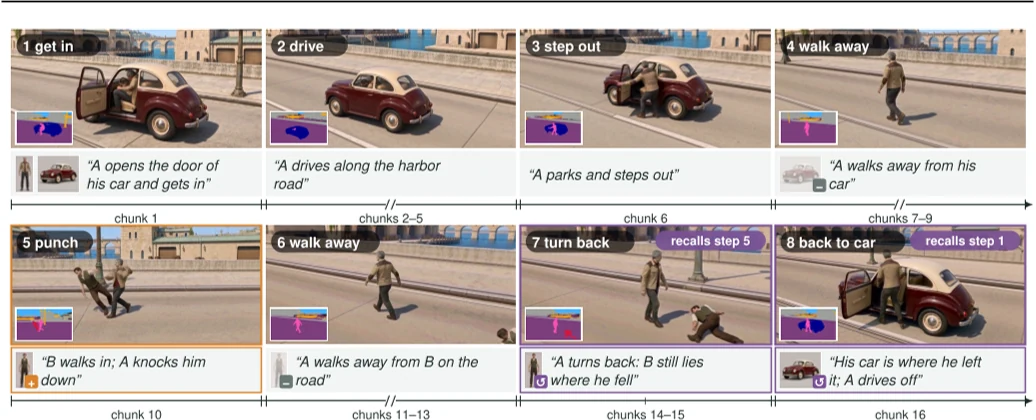 1 get in
2 drive
3 step out
4 walk away
“A opens the door of
his car and gets in”
“A drives along the harbor
road”
“A parks and steps out”
“A walks away from his
car”
chunk 1
chunks 2–5
chunk 6
chunks 7–9
5 punch
6 walk away
7 turn back
recalls step 5
8 back to car
recalls step 1
“B walks in; A knocks him
down”
“A walks away from B on the
road”
“A turns back: B still lies
where he fell”
“His car is where he left
it; A drives off”
chunk 10
chunks 11–13
chunks 14–15
chunk 16